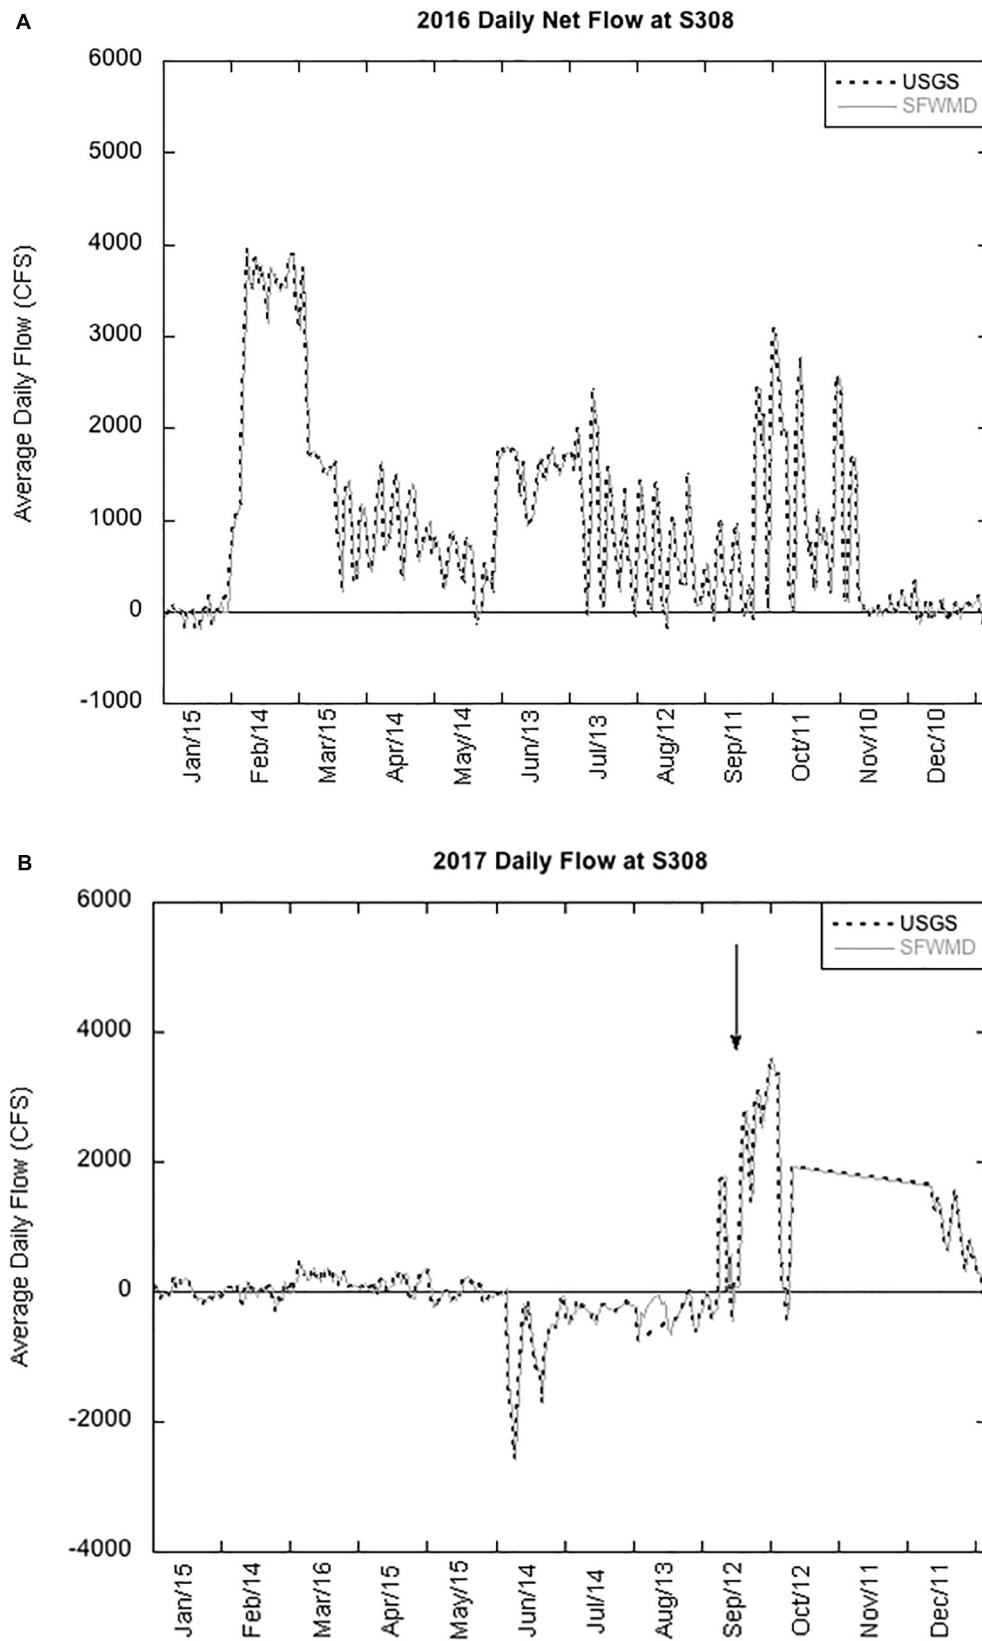 A
2016 Daily Net Flow at S308
6000
5000
4000
3000
2000
1000
0
-1000
Average Daily Flow (CFS)
USGS
SFWMD
Jan/15
Feb/14
Mar/15
Apr/14
May/14
Jun/13
Jul/13
Aug/12
Sep/11
Oct/11
Nov/10
Dec/10
B
2017 Daily Flow at S308
6000
4000
2000
0
-2000
-4000
Average Daily Flow (CFS)
USGS
SFWMD
Jan/15
Feb/14
Mar/16
Apr/15
May/15
Jun/14
Jul/14
Aug/13
Sep/12
Oct/12
Nov/11
Dec/11